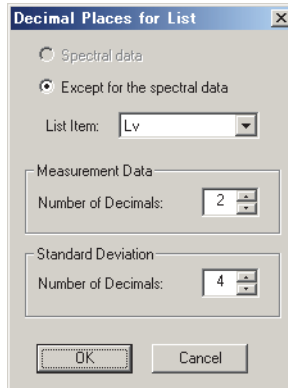 Decimal Places for List
Spectral data
Except for the spectral data
List Item: Lv
Measurement Data
Number of Decimals: 2
Standard Deviation
Number of Decimals: 4
OK Cancel